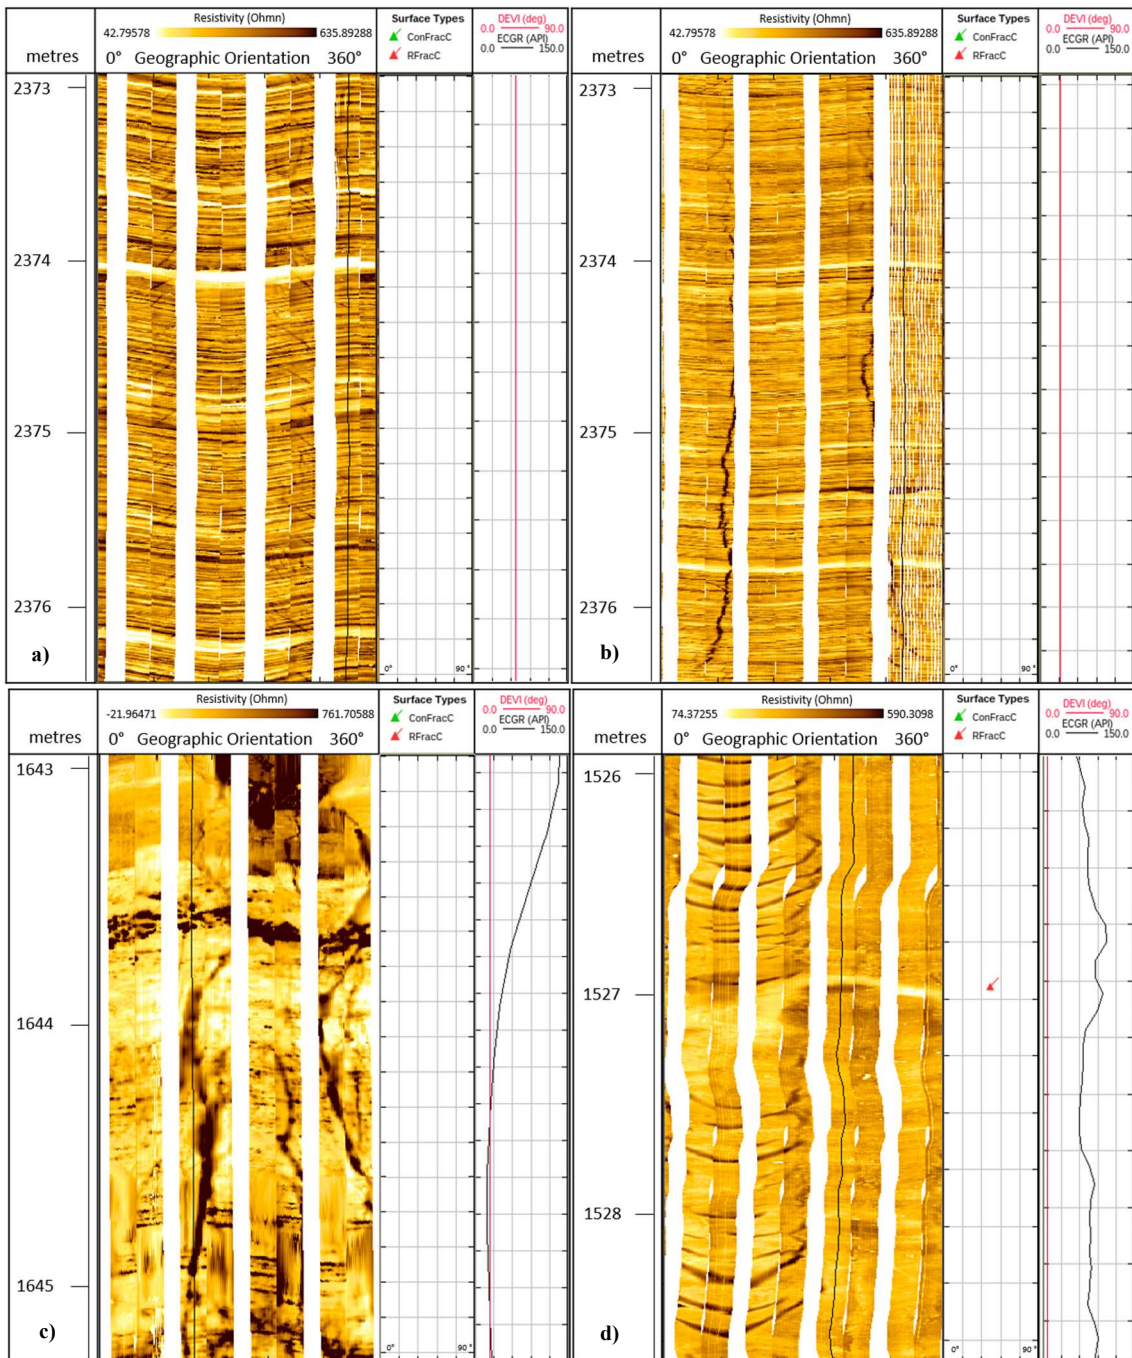 Resistivity (Ohmn)
42.79578 635.89288
metres 0° Geographic Orientation 360°
Surface Types
ConFracC
RFracC
DEVI (deg)
0.0 90.0
ECGR (API)
0.0 150.0
2373
2374
2375
2376
a)
0° 90°
Resistivity (Ohmn)
42.79578 635.89288
metres 0° Geographic Orientation 360°
Surface Types
ConFracC
RFracC
DEVI (deg)
0.0 90.0
ECGR (API)
0.0 150.0
2373
2374
2375
2376
b)
0° 90°
Resistivity (Ohmn)
-21.96471 761.70588
metres 0° Geographic Orientation 360°
Surface Types
ConFracC
RFracC
DEVI (deg)
0.0 90.0
ECGR (API)
0.0 150.0
1643
1644
1645
c)
0° 90°
Resistivity (Ohmn)
74.37255 590.3098
metres 0° Geographic Orientation 360°
Surface Types
ConFracC
RFracC
DEVI (deg)
0.0 90.0
ECGR (API)
0.0 150.0
1526
1527
1528
d)
0° 90°